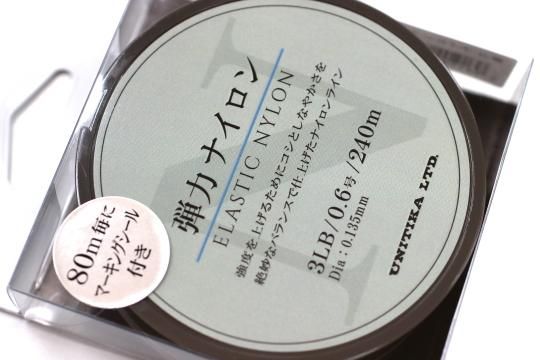 弾力ナイロン
ELASTIC NYLON
強度を上げるためにコシとしなやかさを
絶妙なバランスで仕上げたナイロンライン
3LB/0.6号/240m
Dia:0.135mm
UNITIKA LTD.
80m毎に
マーキングシール
付き